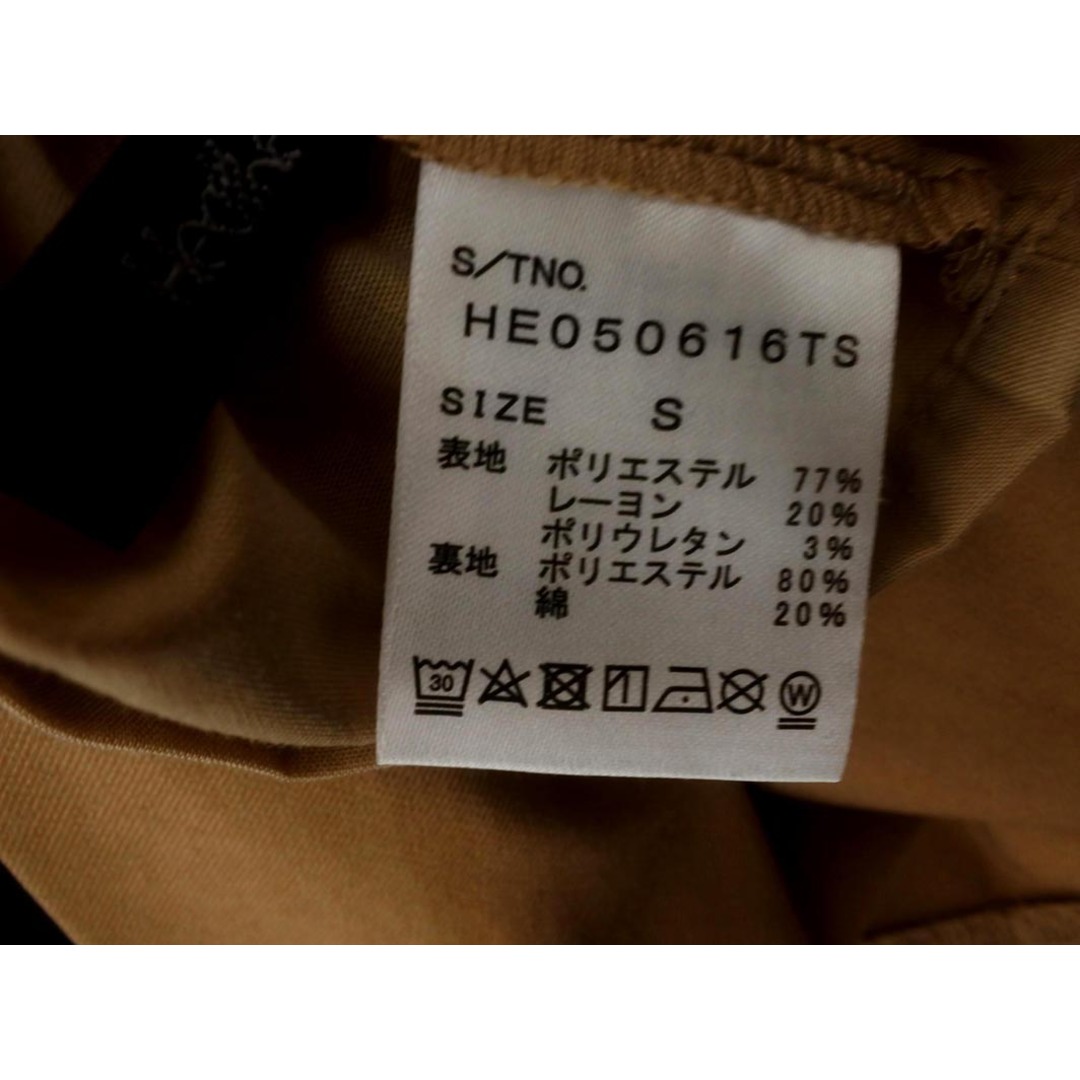 S/TNO.
HE050616TS
SIZE S
表地 ポリエステル 77%
レーヨン 20%
ポリウレタン 3%
裏地 ポリエステル 80%
綿 20%
30 W